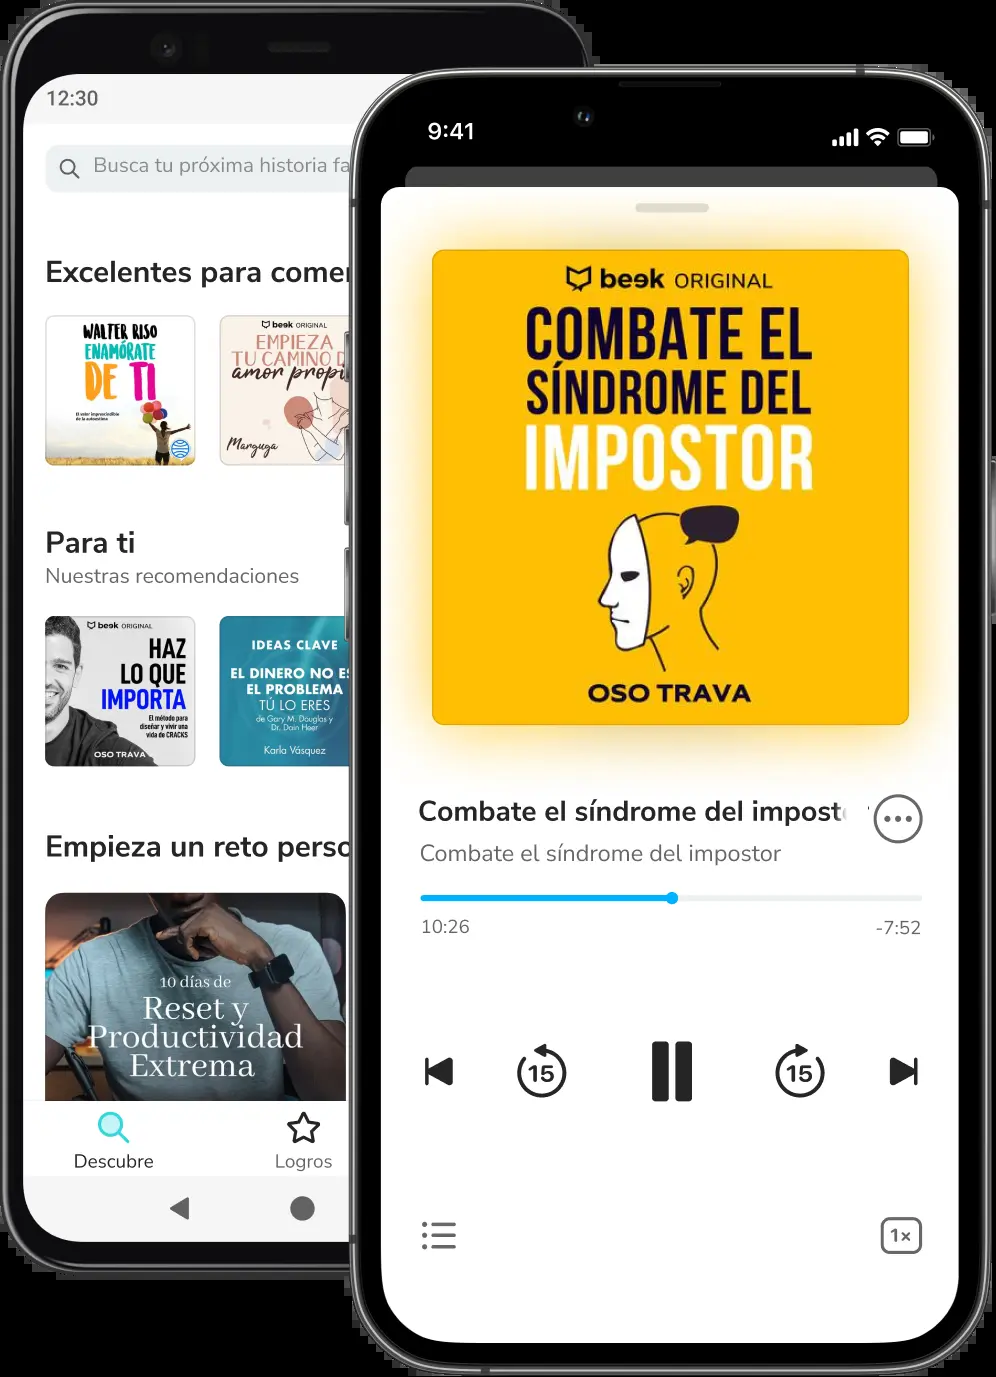 12:30
Busca tu próxima historia fa
Excelentes para comen
WALTER RISO
ENAMÓRATE
DE TI
El valor imprescindible
de la autoestima
beek ORIGINAL
EMPIEZA
TU CAMINO D
amor propi
Marguga
Para ti
Nuestras recomendaciones
beek ORIGINAL
HAZ
LO QUE
IMPORTA
El método para
diseñar y vivir una
vida de CRACKS
OSO TRAVA
IDEAS CLAVE
EL DINERO NO ES
EL PROBLEMA
TÚ LO ERES
de Gary M. Douglas y
Dr. Dain Heer
Karla Vásquez
Empieza un reto perso
10 días de
Reset y
Productividad
Extrema
Descubre
Logros
9:41
beek ORIGINAL
COMBATE EL
SÍNDROME DEL
IMPOSTOR
OSO TRAVA
Combate el síndrome del imposto
Combate el síndrome del impostor
10:26
-7:52
15
15
1×